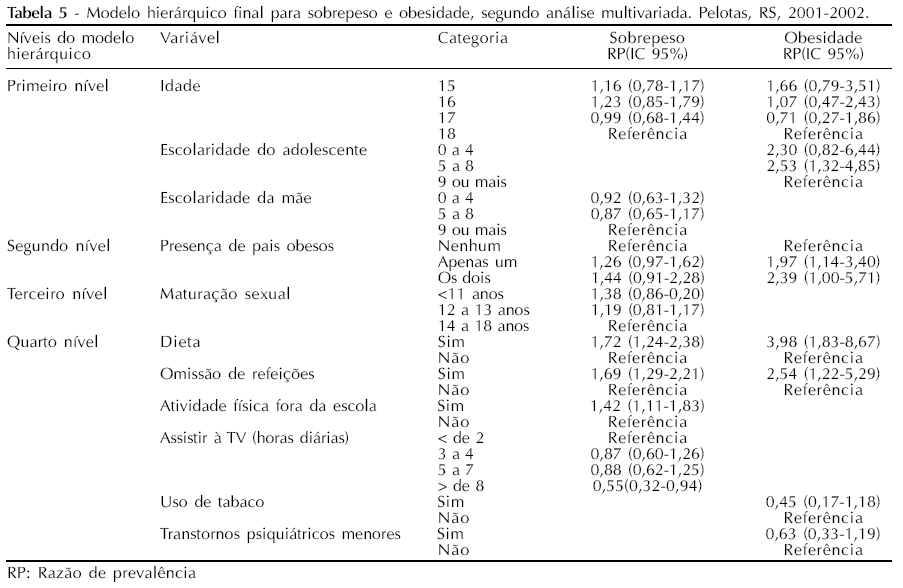 Tabela 5 - Modelo hierárquico final para sobrepeso e obesidade, segundo análise multivariada. Pelotas, RS, 2001-2002.
Níveis do modelo hierárquico Variável Categoria Sobrepeso RP(IC 95%) Obesidade RP(IC 95%)
Primeiro nível Idade 15 1,16 (0,78-1,17) 1,66 (0,79-3,51)
16 1,23 (0,85-1,79) 1,07 (0,47-2,43)
17 0,99 (0,68-1,44) 0,71 (0,27-1,86)
18 Referência Referência
Escolaridade do adolescente 0 a 4 2,30 (0,82-6,44)
5 a 8 2,53 (1,32-4,85)
9 ou mais Referência
Escolaridade da mãe 0 a 4 0,92 (0,63-1,32)
5 a 8 0,87 (0,65-1,17)
9 ou mais Referência
Segundo nível Presença de pais obesos Nenhum Referência Referência
Apenas um 1,26 (0,97-1,62) 1,97 (1,14-3,40)
Os dois 1,44 (0,91-2,28) 2,39 (1,00-5,71)
Terceiro nível Maturação sexual <11 anos 1,38 (0,86-0,20)
12 a 13 anos 1,19 (0,81-1,17)
14 a 18 anos Referência
Quarto nível Dieta Sim 1,72 (1,24-2,38) 3,98 (1,83-8,67)
Não Referência Referência
Omissão de refeições Sim 1,69 (1,29-2,21) 2,54 (1,22-5,29)
Não Referência Referência
Atividade física fora da escola Sim 1,42 (1,11-1,83)
Não Referência
Assistir à TV (horas diárias) < de 2 Referência
3 a 4 0,87 (0,60-1,26)
5 a 7 0,88 (0,62-1,25)
> de 8 0,55(0,32-0,94)
Uso de tabaco Sim 0,45 (0,17-1,18)
Não Referência
Transtornos psiquiátricos menores Sim 0,63 (0,33-1,19)
Não Referência
RP: Razão de prevalência